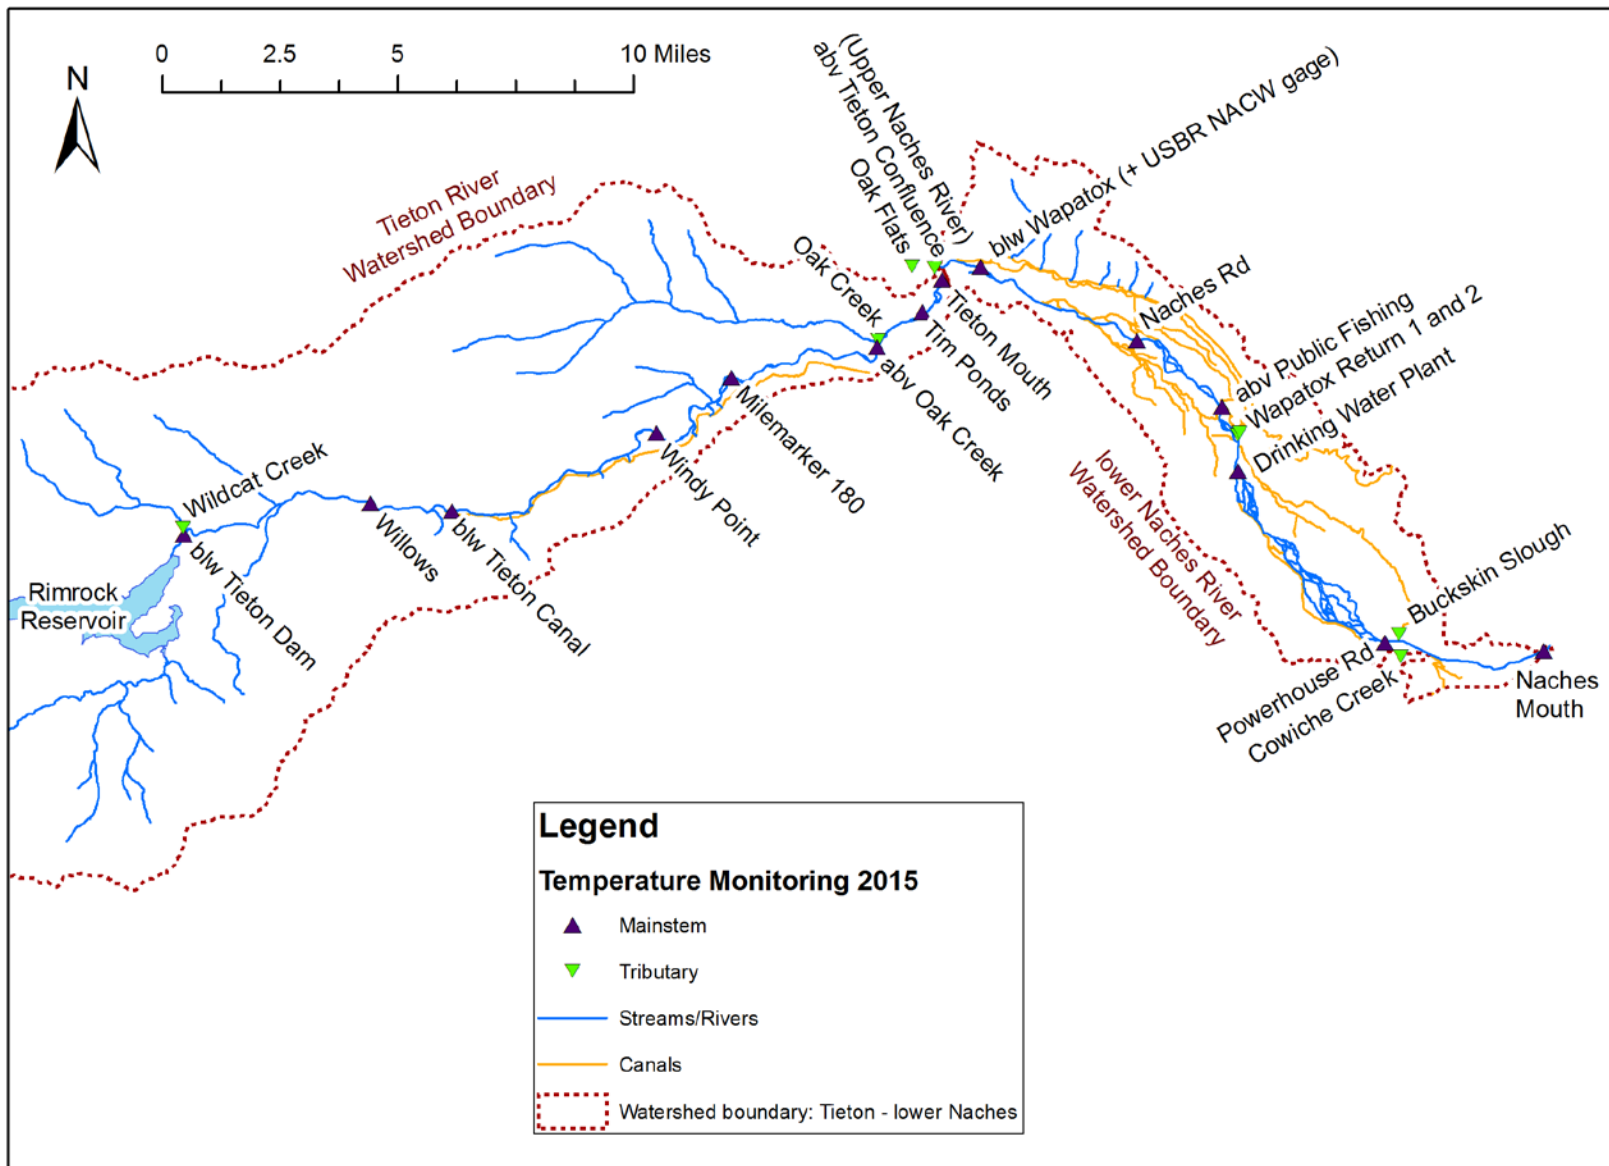 0 2.5 5 10 Miles
N
(Upper Naches River)
abv Tieton Confluence
Oak Flats
blw Wapatox (+ USBR NACW gage)
Tieton River
Watershed Boundary
Oak Creek
Naches Rd
Tieton Mouth
Tim Ponds
abv Oak Creek
abv Public Fishing
Wapatox Return 1 and 2
Drinking Water Plant
Milemarker 180
Windy Point
Wildcat Creek
Willows
blw Tieton Canal
blw Tieton Dam
Rimrock
Reservoir
lower Naches River
Watershed Boundary
Buckskin Slough
Powerhouse Rd
Cowiche Creek
Naches
Mouth
Legend
Temperature Monitoring 2015
Mainstem
Tributary
Streams/Rivers
Canals
Watershed boundary: Tieton - lower Naches